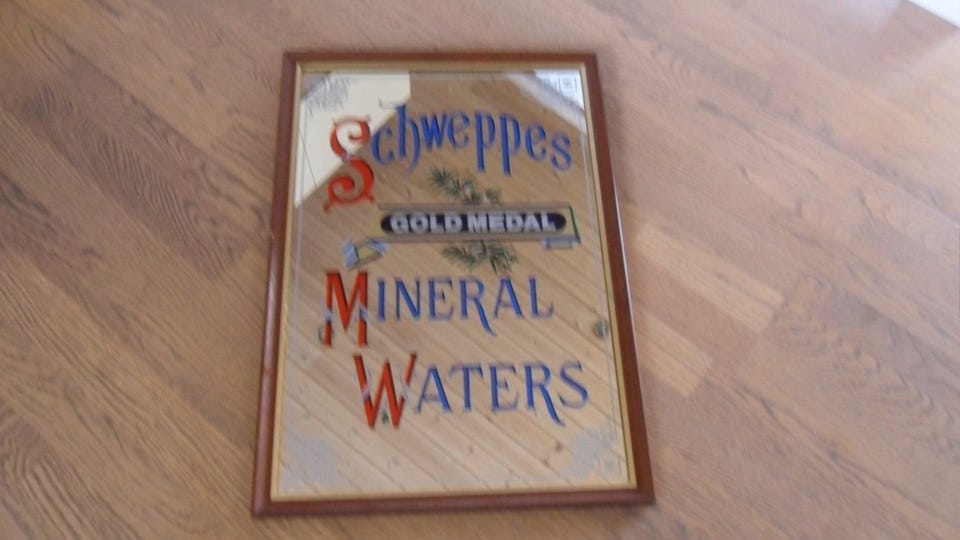 Schweppes
GOLD MEDAL
MINERAL
WATERS